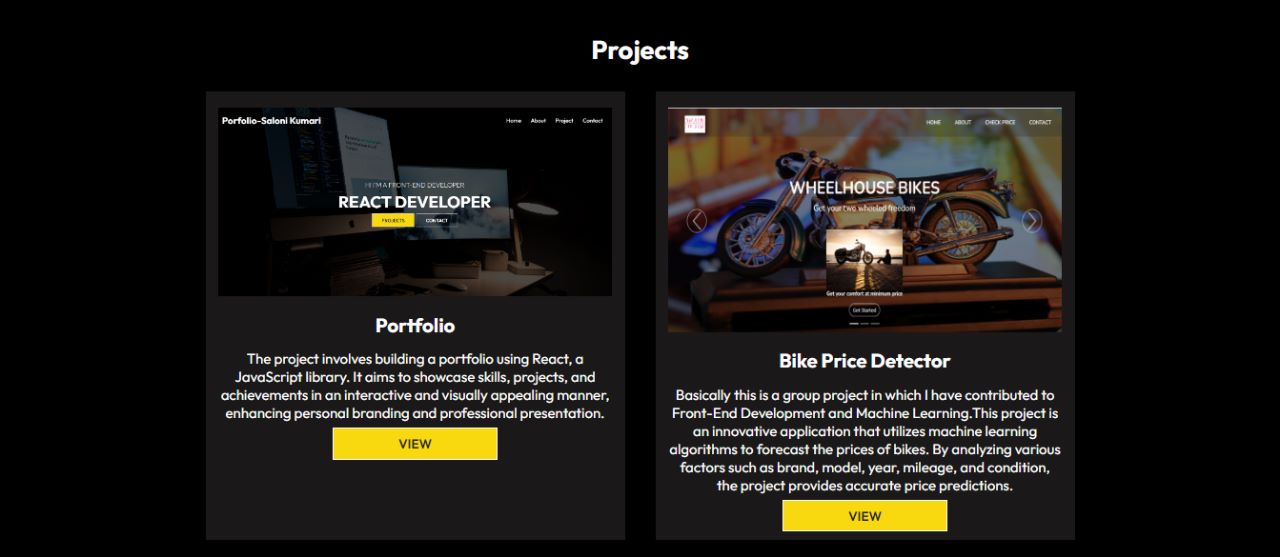 Projects
Porfolio-Saloni Kumari
Home About Project Contact
HI I'M A FRONT-END DEVELOPER
REACT DEVELOPER
PROJECTS CONTACT
Portfolio
The project involves building a portfolio using React, a
JavaScript library. It aims to showcase skills, projects, and
achievements in an interactive and visually appealing manner,
enhancing personal branding and professional presentation.
VIEW
HOME ABOUT CHECK PRICE CONTACT
WHEELHOUSE BIKES
Get your two wheeled freedom
Get your comfort at minimum price
Get Started
Bike Price Detector
Basically this is a group project in which I have contributed to
Front-End Development and Machine Learning.This project is
an innovative application that utilizes machine learning
algorithms to forecast the prices of bikes. By analyzing various
factors such as brand, model, year, mileage, and condition,
the project provides accurate price predictions.
VIEW